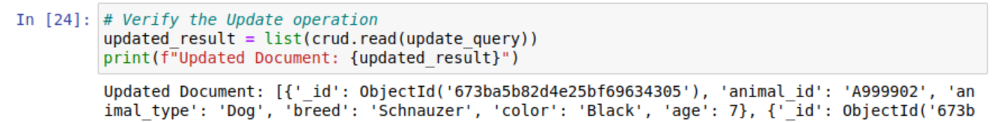 In [24]: # Verify the Update operation
updated_result = list(crud.read(update_query))
print(f"Updated Document: {updated_result}")
Updated Document: [{'_id': ObjectId('673ba5b82d4e25bf69634305'), 'animal_id': 'A999902', 'an
imal_type': 'Dog', 'breed': 'Schnauzer', 'color': 'Black', 'age': 7}, {'_id': ObjectId('673b